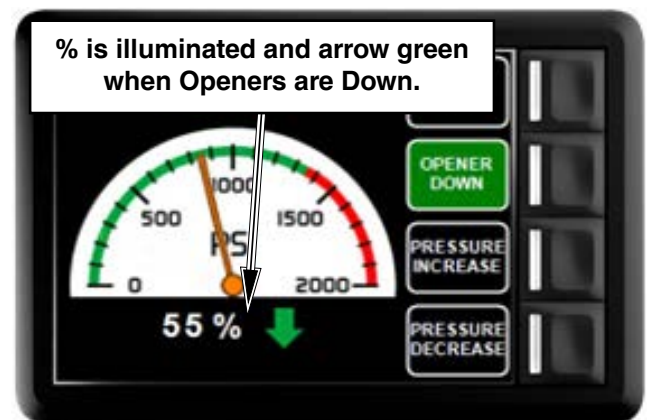 % is illuminated and arrow green
when Openers are Down.
OPENER
DOWN
1000
500
1500
PS
PRESSURE
INCREASE
0
2000
55 %
PRESSURE
DECREASE